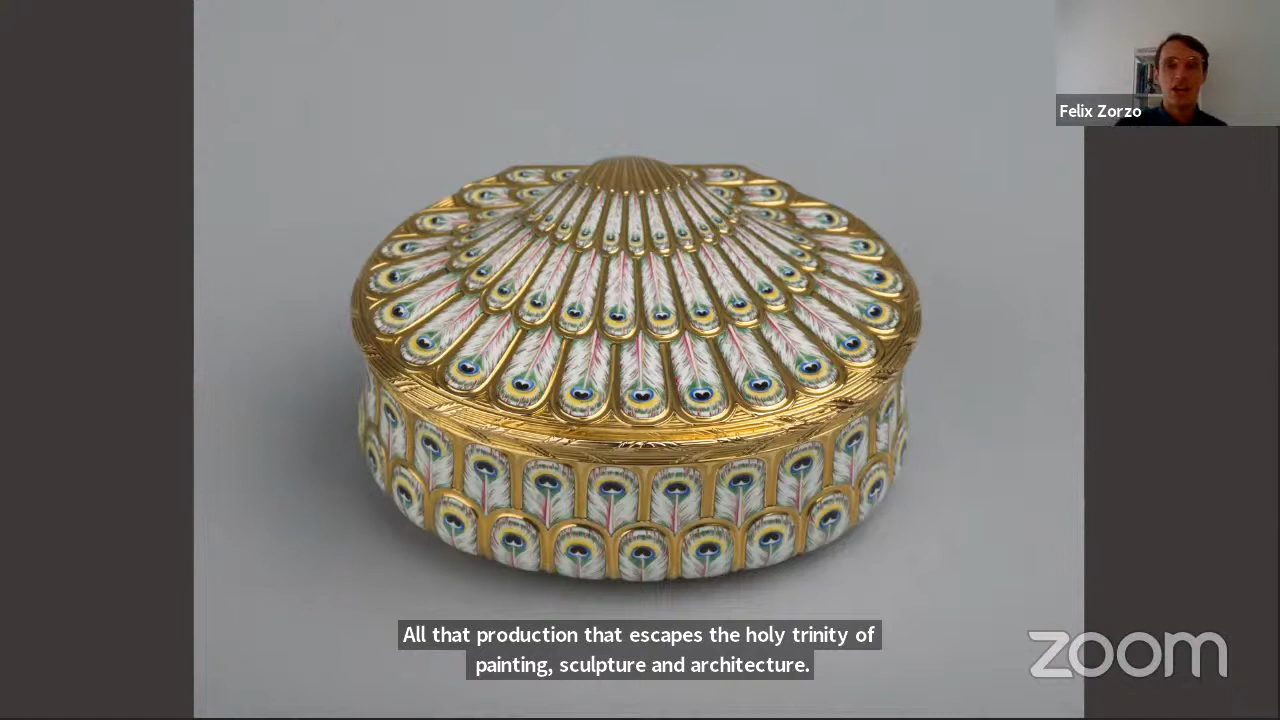 Felix Zorzo
All that production that escapes the holy trinity of
painting, sculpture and architecture.
zoom